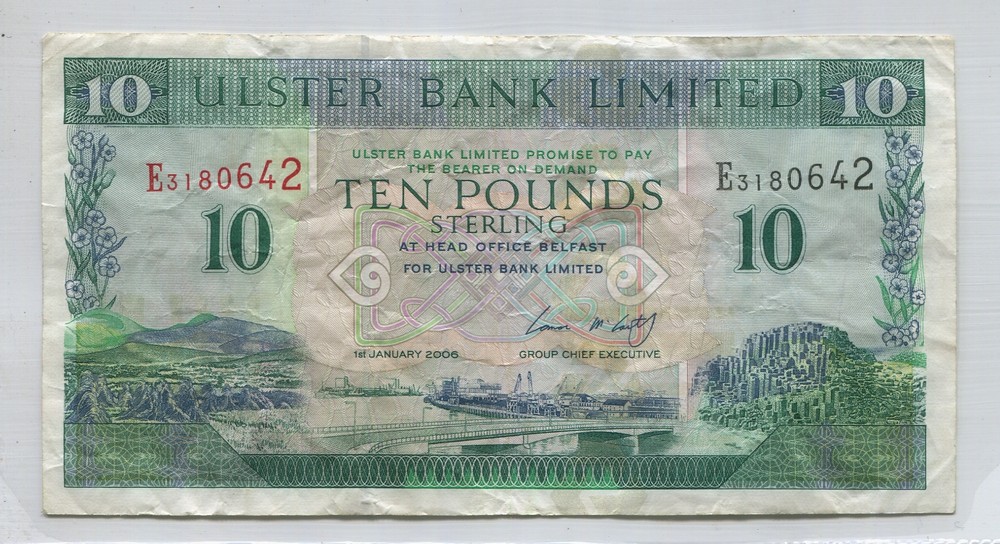 10 ULSTER BANK LIMITED 10
ULSTER BANK LIMITED PROMISE TO PAY
THE BEARER ON DEMAND
E3180642 E3180642
TEN POUNDS
STERLING
10 10
AT HEAD OFFICE BELFAST
FOR ULSTER BANK LIMITED
1st JANUARY 2006 GROUP CHIEF EXECUTIVE